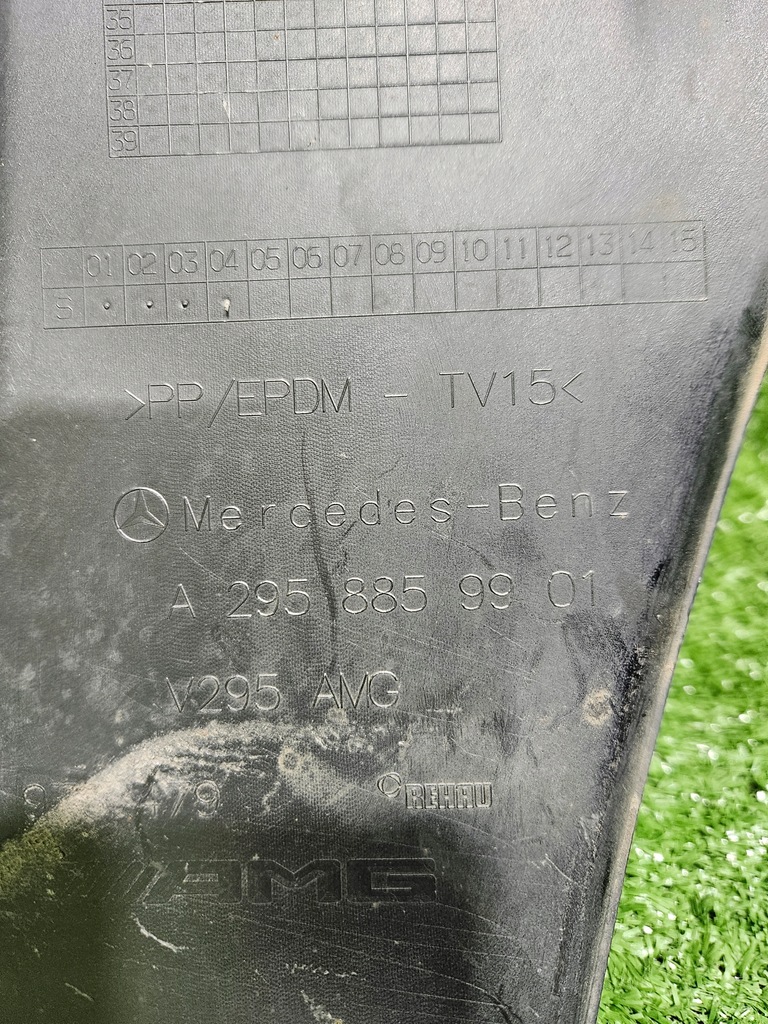 35
36
37
38
39
01 02 03 04 05 06 07 08 09 10 11 12 13 14 15
S
>PP/EPDM - TV15<
Mercedes-Benz
A 295 885 99 01
V295 AMG
REHAU
AMG